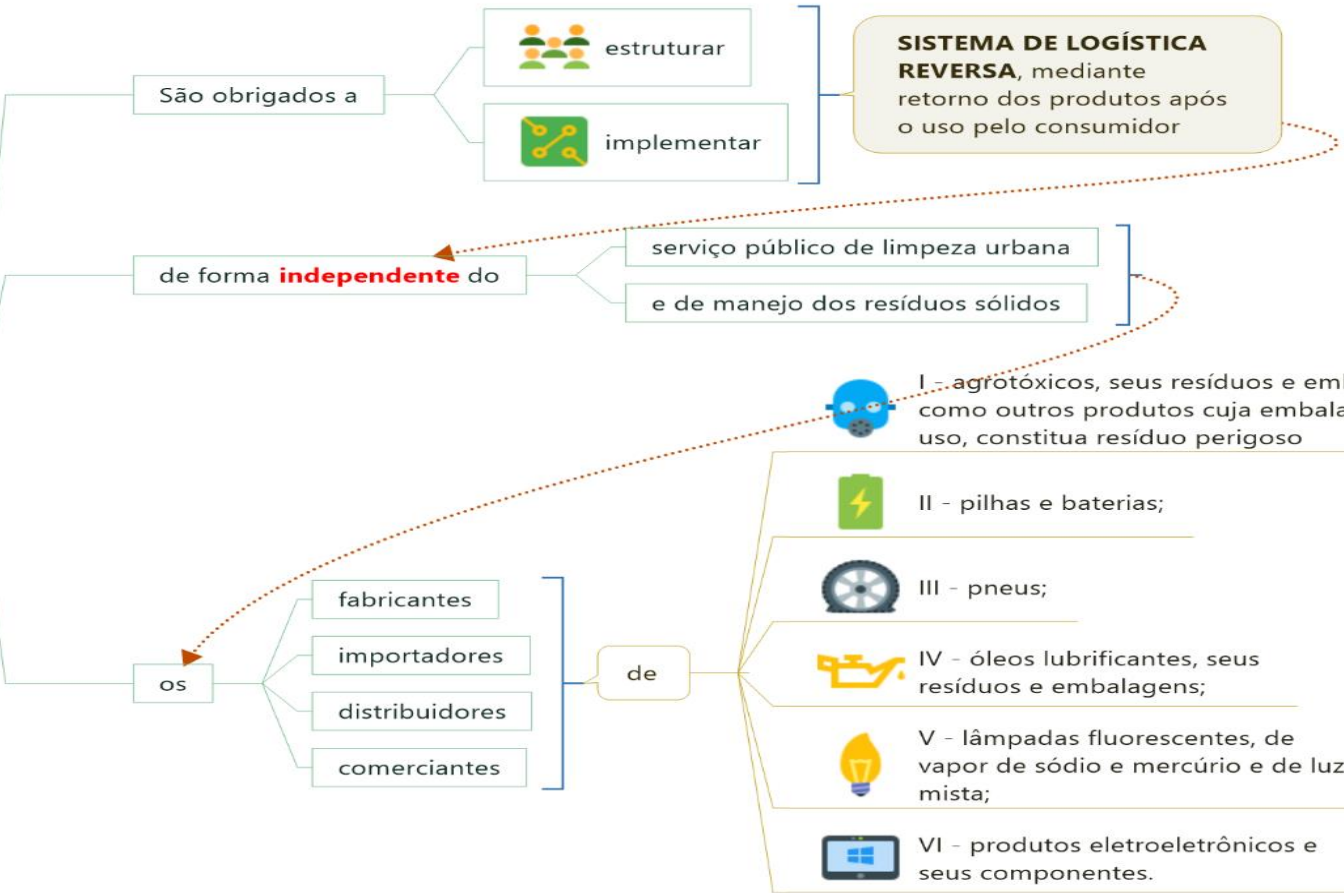 São obrigados a
estruturar
implementar
SISTEMA DE LOGÍSTICA
REVERSA, mediante
retorno dos produtos após
o uso pelo consumidor
de forma independente do
serviço público de limpeza urbana
e de manejo dos resíduos sólidos
os
fabricantes
importadores
distribuidores
comerciantes
de
I - agrotóxicos, seus resíduos e
como outros produtos cuja
uso, constitua resíduo perigoso
II - pilhas e baterias;
III - pneus;
IV - óleos lubrificantes, seus
resíduos e embalagens;
V - lâmpadas fluorescentes, de
vapor de sódio e mercúrio e de luz
mista;
VI - produtos eletroeletrônicos e
seus componentes.